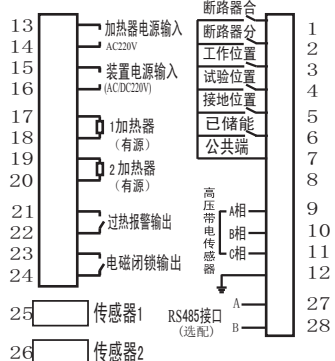 断路器合
13 加热器电源输入 断路器分 1
14 AC220V 工作位置 2
15 装置电源输入 试验位置 3
16 (AC/DC220V) 接地位置 4
17 已储能 5
18 1加热器 公共端 6
(有源) 7
19 2加热器 8
20 (有源)
21 过热报警输出 高压带电传感器 A相 9
22 B相 10
23 电磁闭锁输出 C相 11
24 12
25 传感器1 RS485接口 A 27
(选配) B 28
26 传感器2